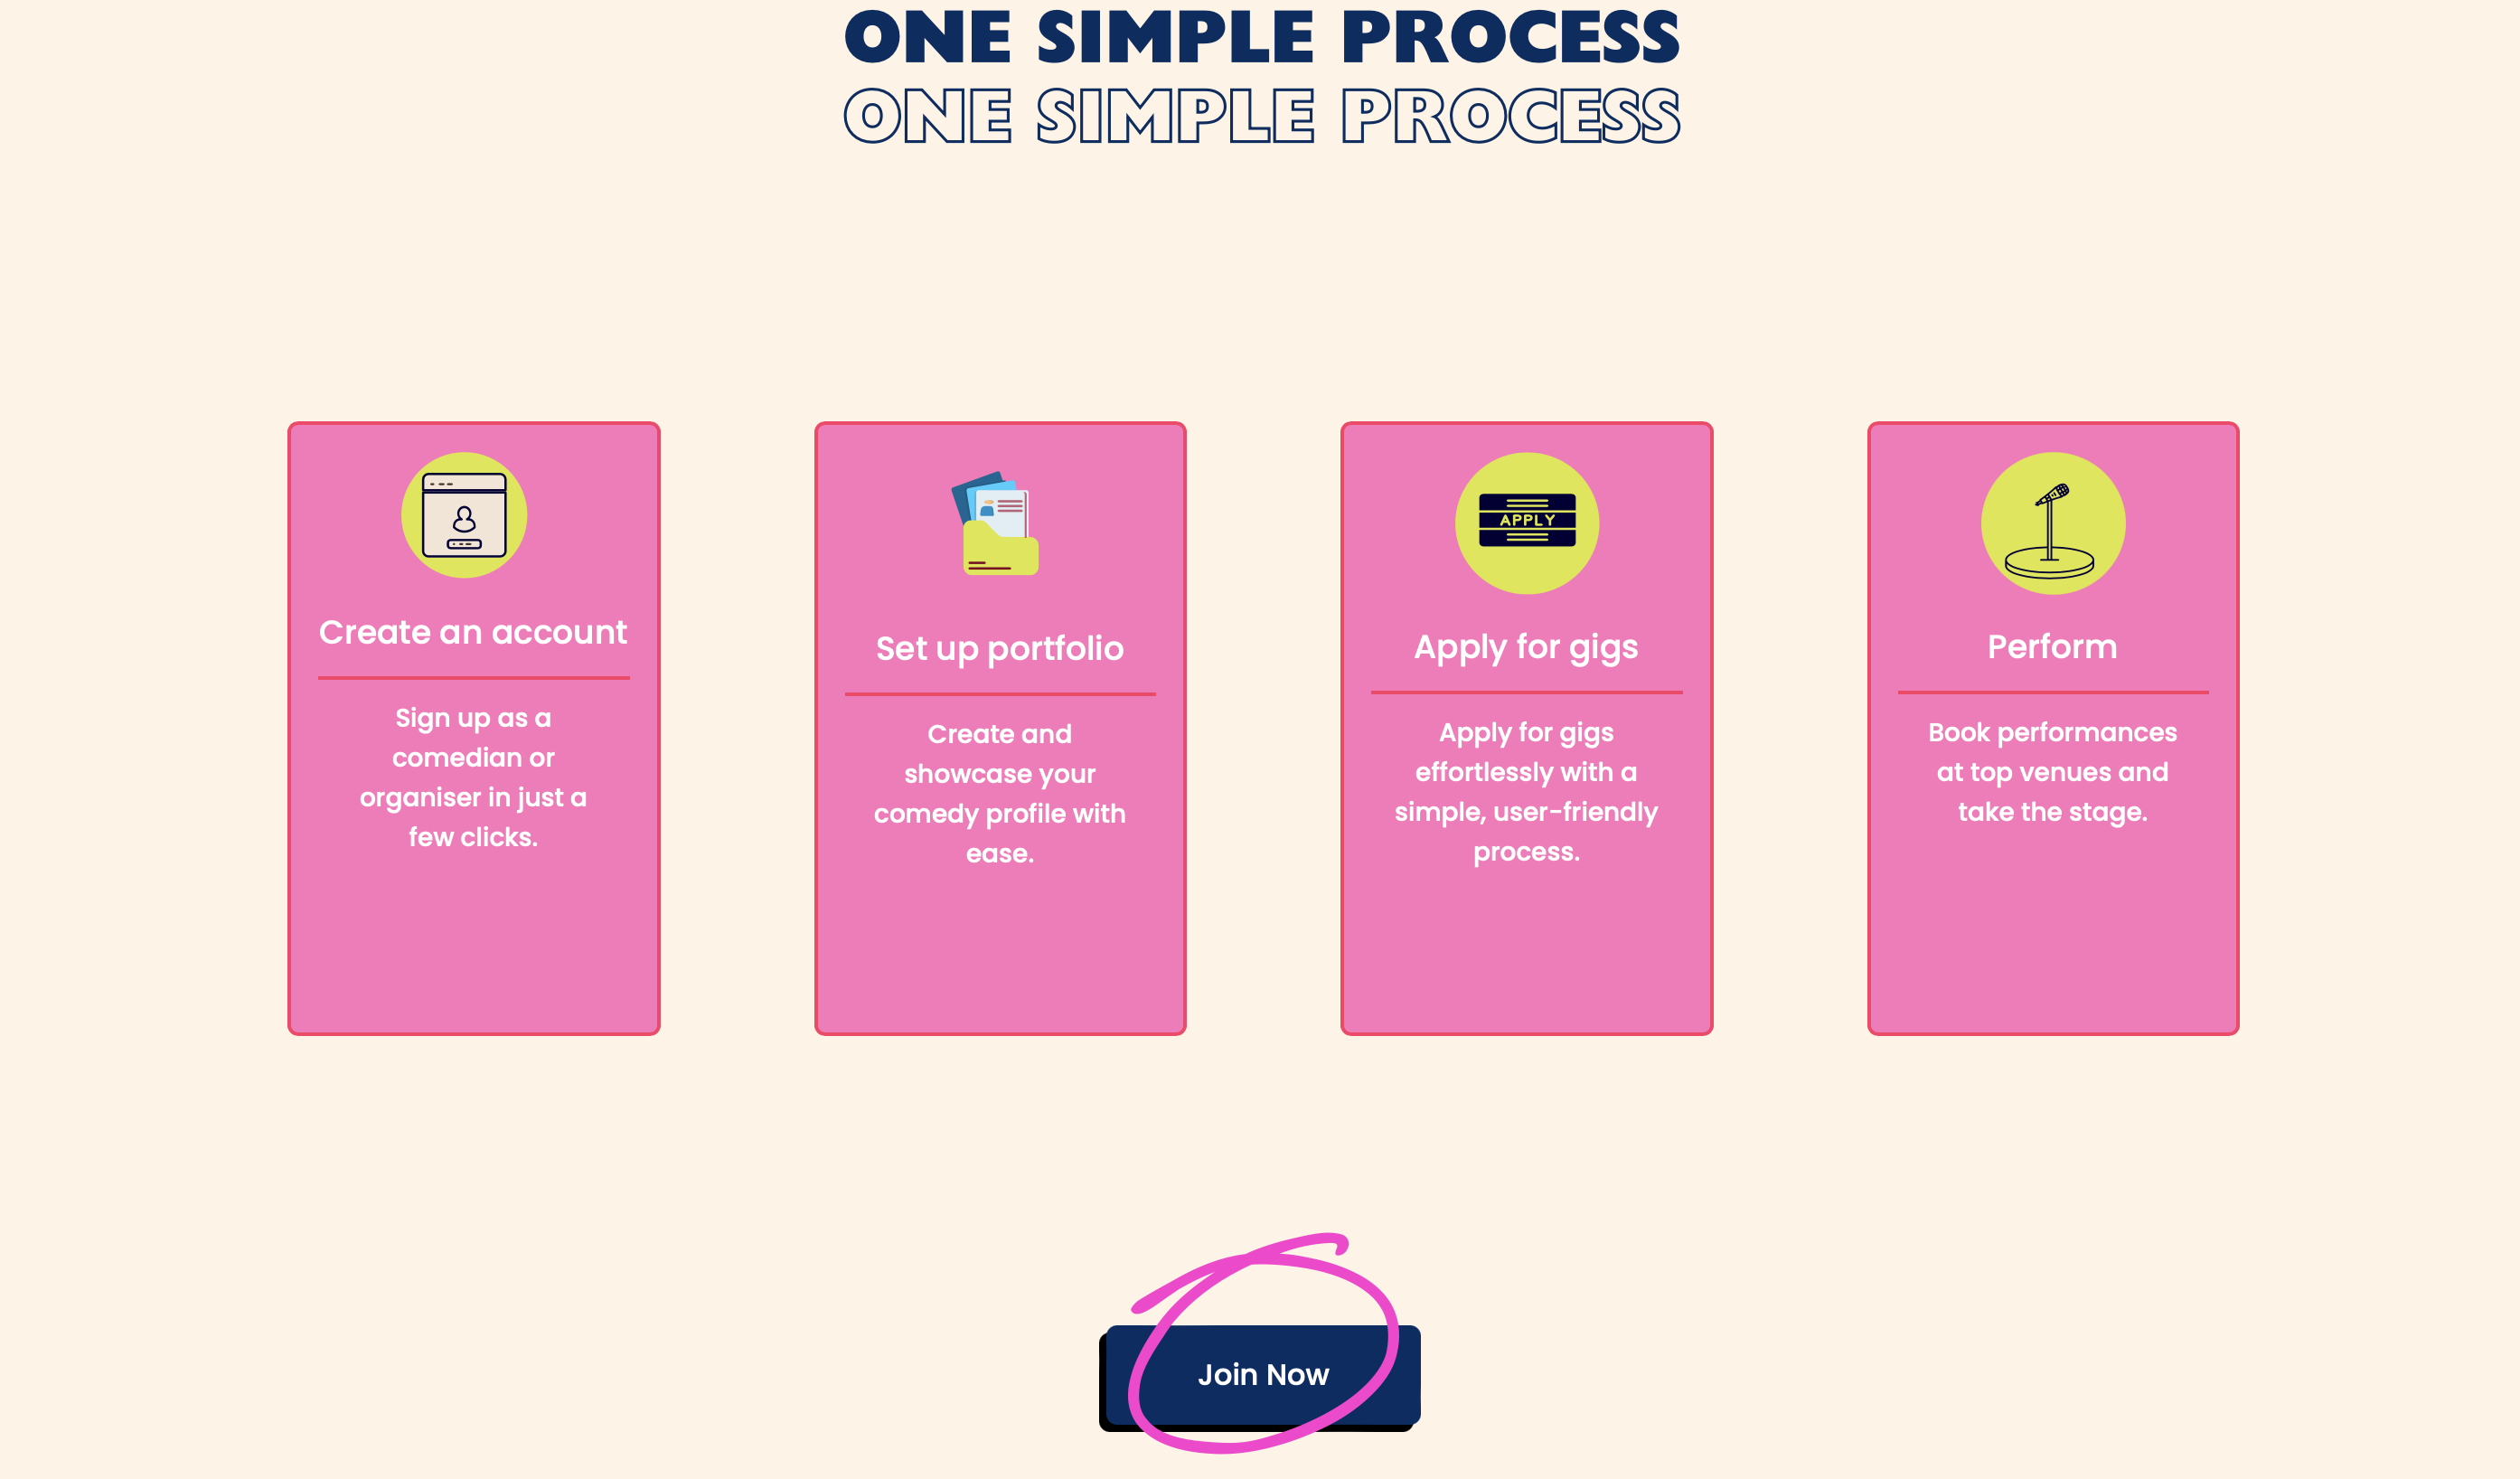 ONE SIMPLE PROCESS
ONE SIMPLE PROCESS
Create an account
Sign up as a
comedian or
organiser in just a
few clicks.
Set up portfolio
Create and
showcase your
comedy profile with
ease.
APPLY
Apply for gigs
Apply for gigs
effortlessly with a
simple, user-friendly
process.
Perform
Book performances
at top venues and
take the stage.
Join Now